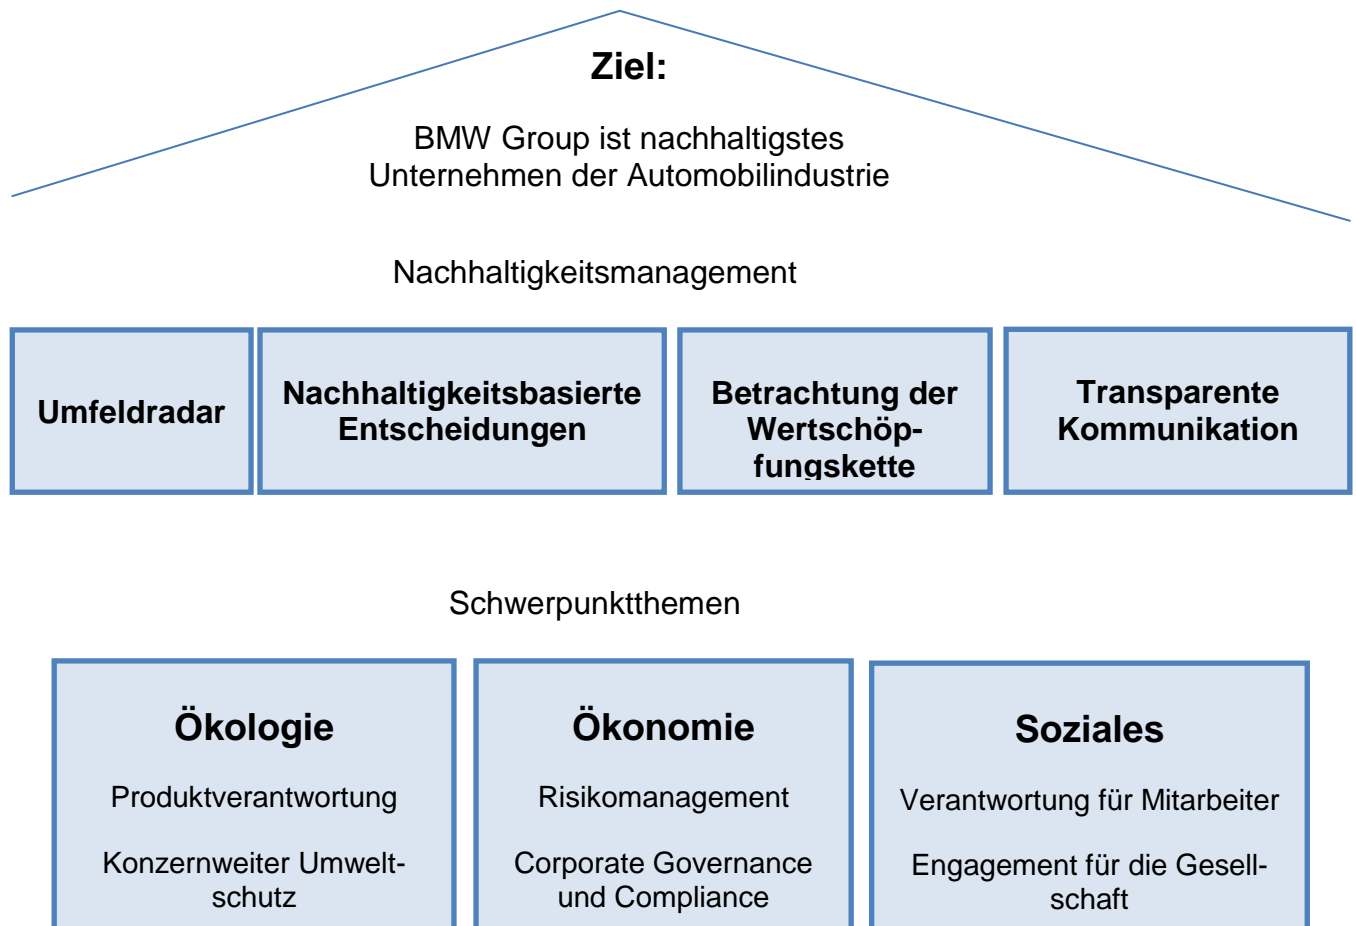 Ziel:
BMW Group ist nachhaltigstes
Unternehmen der Automobilindustrie
Nachhaltigkeitsmanagement
Umfeldradar
Nachhaltigkeitsbasierte
Entscheidungen
Betrachtung der
Wertschöp-
fungskette
Transparente
Kommunikation
Schwerpunktthemen
Ökologie
Produktverantwortung
Konzernweiter Umwelt-
schutz
Ökonomie
Risikomanagement
Corporate Governance
und Compliance
Soziales
Verantwortung für Mitarbeiter
Engagement für die Gesell-
schaft